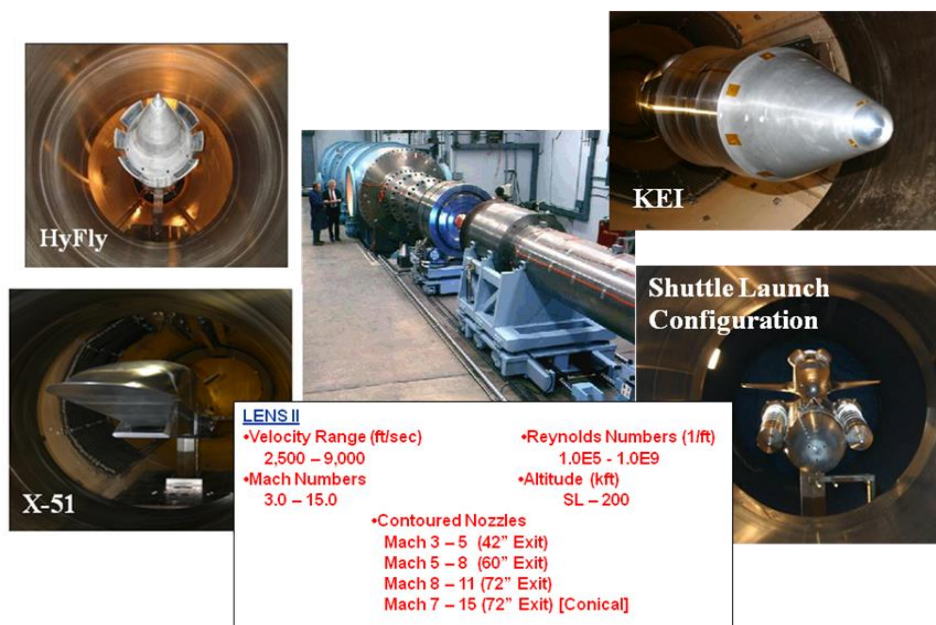 HyFly
KEI
X-51
Shuttle Launch
Configuration
LENS II
•Velocity Range (ft/sec)
2,500 – 9,000
•Mach Numbers
3.0 – 15.0
•Reynolds Numbers (1/ft)
1.0E5 - 1.0E9
•Altitude (kft)
SL – 200
•Contoured Nozzles
Mach 3 – 5 (42” Exit)
Mach 5 – 8 (60” Exit)
Mach 8 – 11 (72” Exit)
Mach 7 – 15 (72” Exit) [Conical]